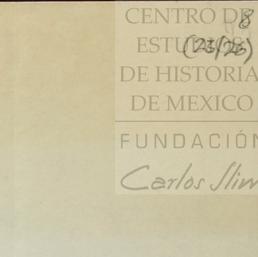 CENTRO DE
8
ESTUDIOS
(23/26)
DE HISTORIA
DE MEXICO
FUNDACIÓN
Carlos Slim